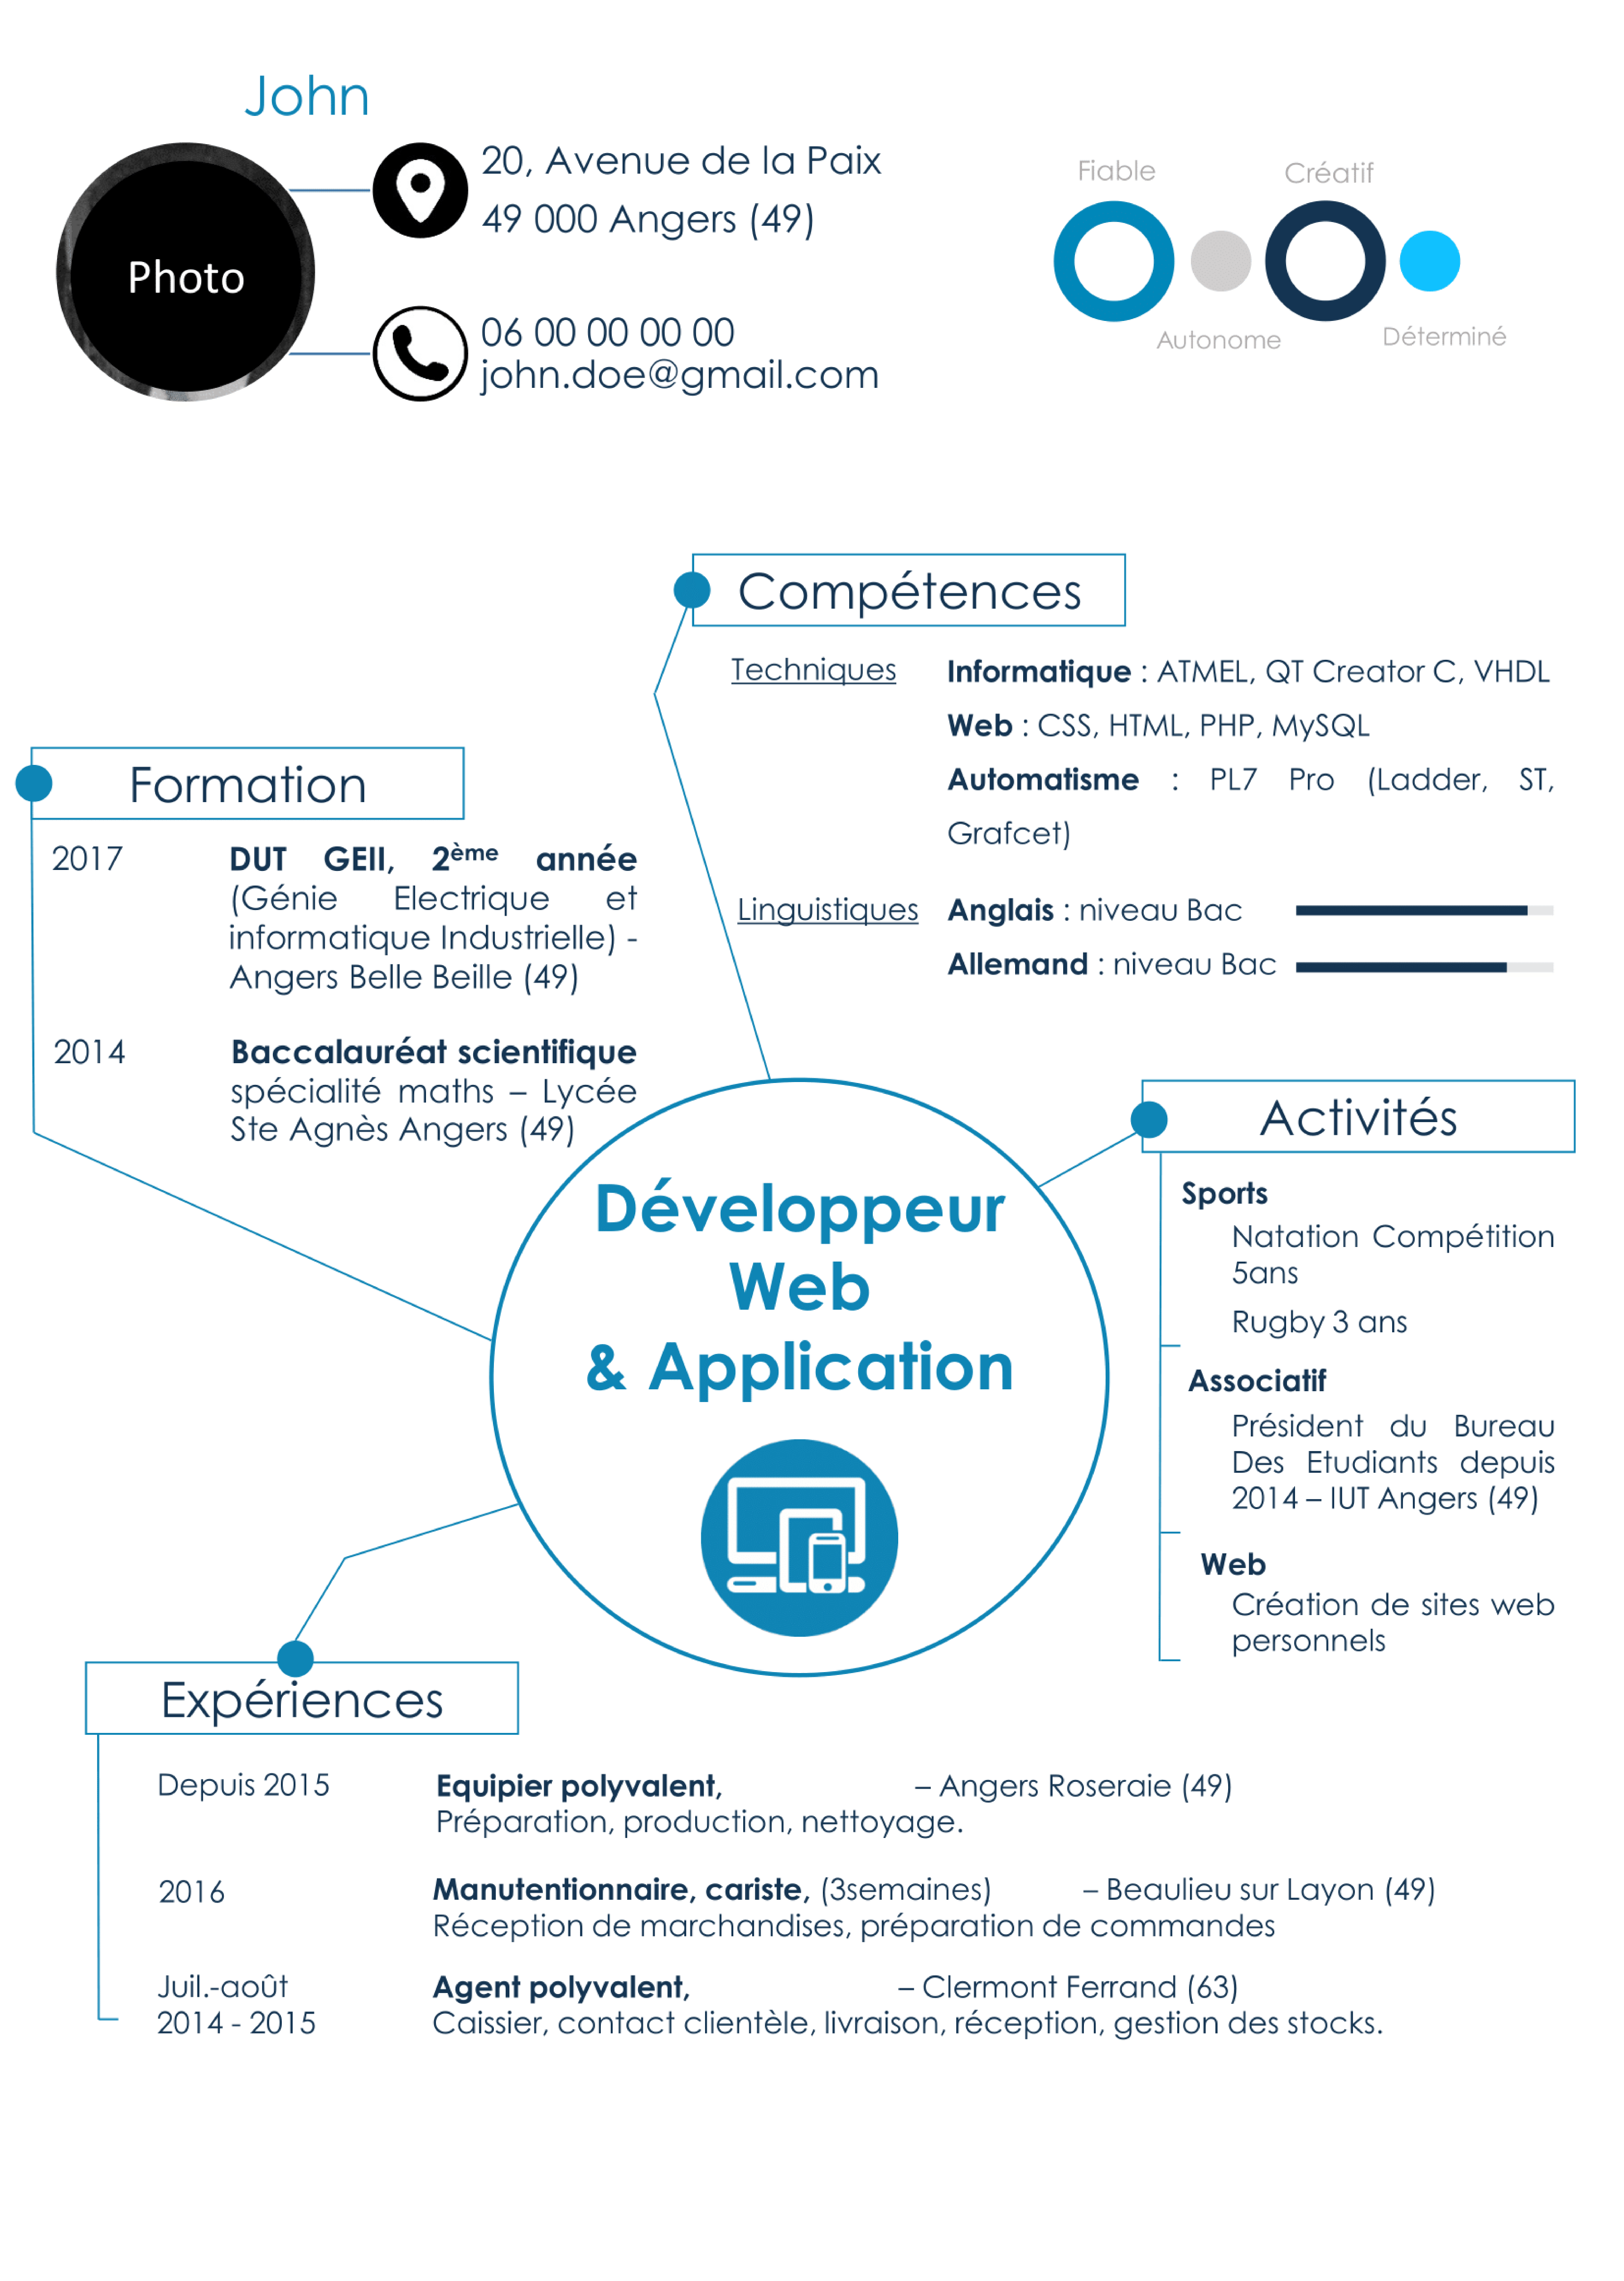 John
Photo
20, Avenue de la Paix
49 000 Angers (49)
06 00 00 00 00
john.doe@gmail.com
Fiable
Créatif
Autonome
Déterminé
Compétences
Techniques
Informatique : ATMEL, QT Creator C, VHDL
Web : CSS, HTML, PHP, MySQL
Automatisme : PL7 Pro (Ladder, ST,
Grafcet)
Linguistiques
Anglais : niveau Bac
Allemand : niveau Bac
Formation
2017
DUT GEII, 2ème année
(Génie Electrique et
informatique Industrielle) -
Angers Belle Beille (49)
2014
Baccalauréat scientifique
spécialité maths – Lycée
Ste Agnès Angers (49)
Développeur
Web
& Application
Activités
Sports
Natation Compétition
5ans
Rugby 3 ans
Associatif
Président du Bureau
Des Etudiants depuis
2014 – IUT Angers (49)
Web
Création de sites web
personnels
Expériences
Depuis 2015
Equipier polyvalent, – Angers Roseraie (49)
Préparation, production, nettoyage.
2016
Manutentionnaire, cariste, (3semaines) – Beaulieu sur Layon (49)
Réception de marchandises, préparation de commandes
Juil.-août
2014 - 2015
Agent polyvalent, – Clermont Ferrand (63)
Caissier, contact clientèle, livraison, réception, gestion des stocks.